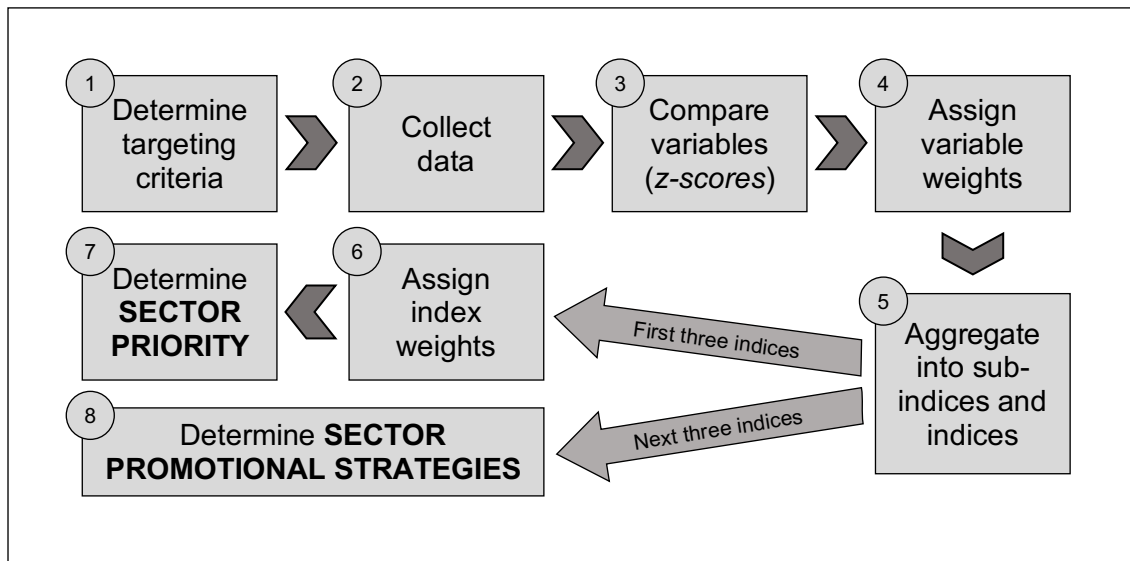 1
Determine
targeting
criteria
2
Collect
data
3
Compare
variables
(z-scores)
4
Assign
variable
weights
5
Aggregate
into sub-
indices and
indices
First three indices
6
Assign
index
weights
7
Determine
SECTOR
PRIORITY
Next three indices
8
Determine SECTOR
PROMOTIONAL STRATEGIES